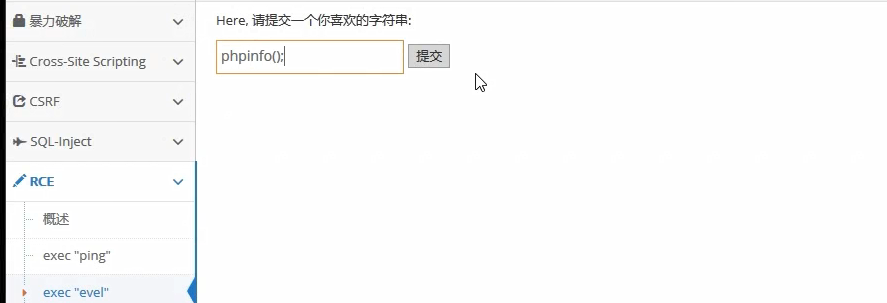 暴力破解
Cross-Site Scripting
CSRF
SQL-Inject
RCE
概述
exec "ping"
exec "evel"
Here, 请提交一个你喜欢的字符串:
phpinfo();
提交